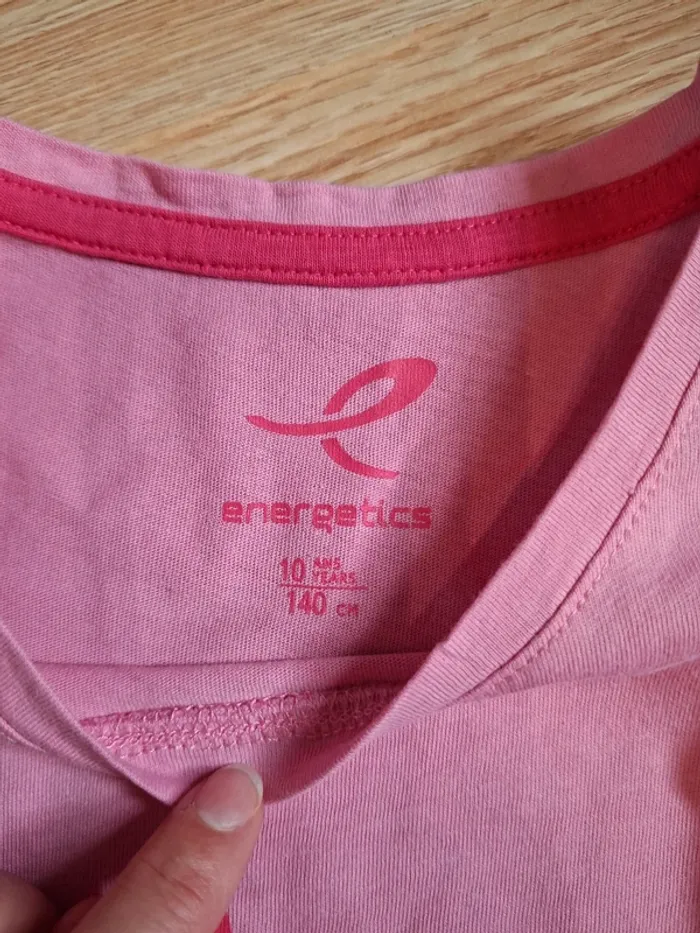 energetics
10 ANS
YEARS
140 CM